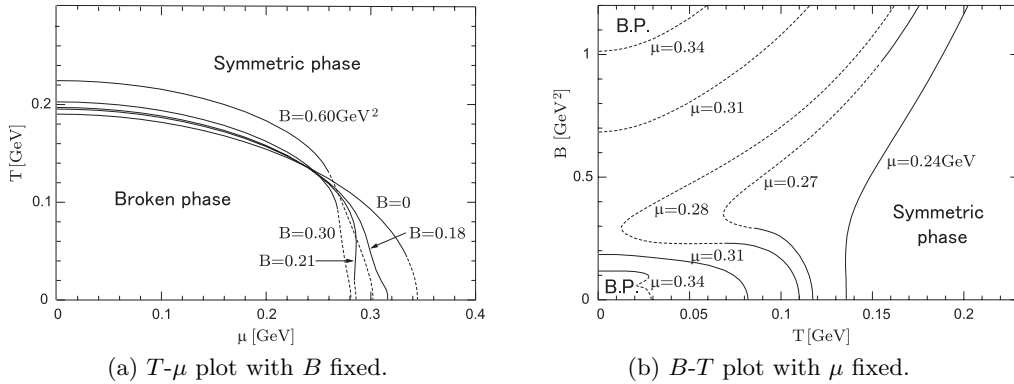 T [GeV]
0.2
0.1
0
Symmetric phase
B=0.60GeV²
Broken phase
B=0
B=0.30
B=0.18
B=0.21
0
0.1
0.2
0.3
0.4
μ [GeV]
(a) T-μ plot with B fixed.
B [GeV²]
1
0.5
0
B.P.
μ=0.34
μ=0.31
μ=0.24GeV
μ=0.27
μ=0.28
Symmetric
phase
μ=0.31
μ=0.34
B.P.
0
0.05
0.1
0.15
0.2
T [GeV]
(b) B-T plot with μ fixed.